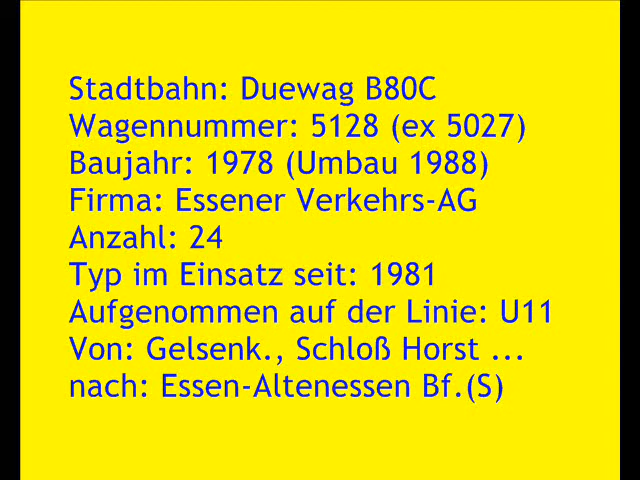 Stadtbahn: Duewag B80C
Wagennummer: 5128 (ex 5027)
Baujahr: 1978 (Umbau 1988)
Firma: Essener Verkehrs-AG
Anzahl: 24
Typ im Einsatz seit: 1981
Aufgenommen auf der Linie: U11
Von: Gelsenk., Schloß Horst ...
nach: Essen-Altenessen Bf.(S)